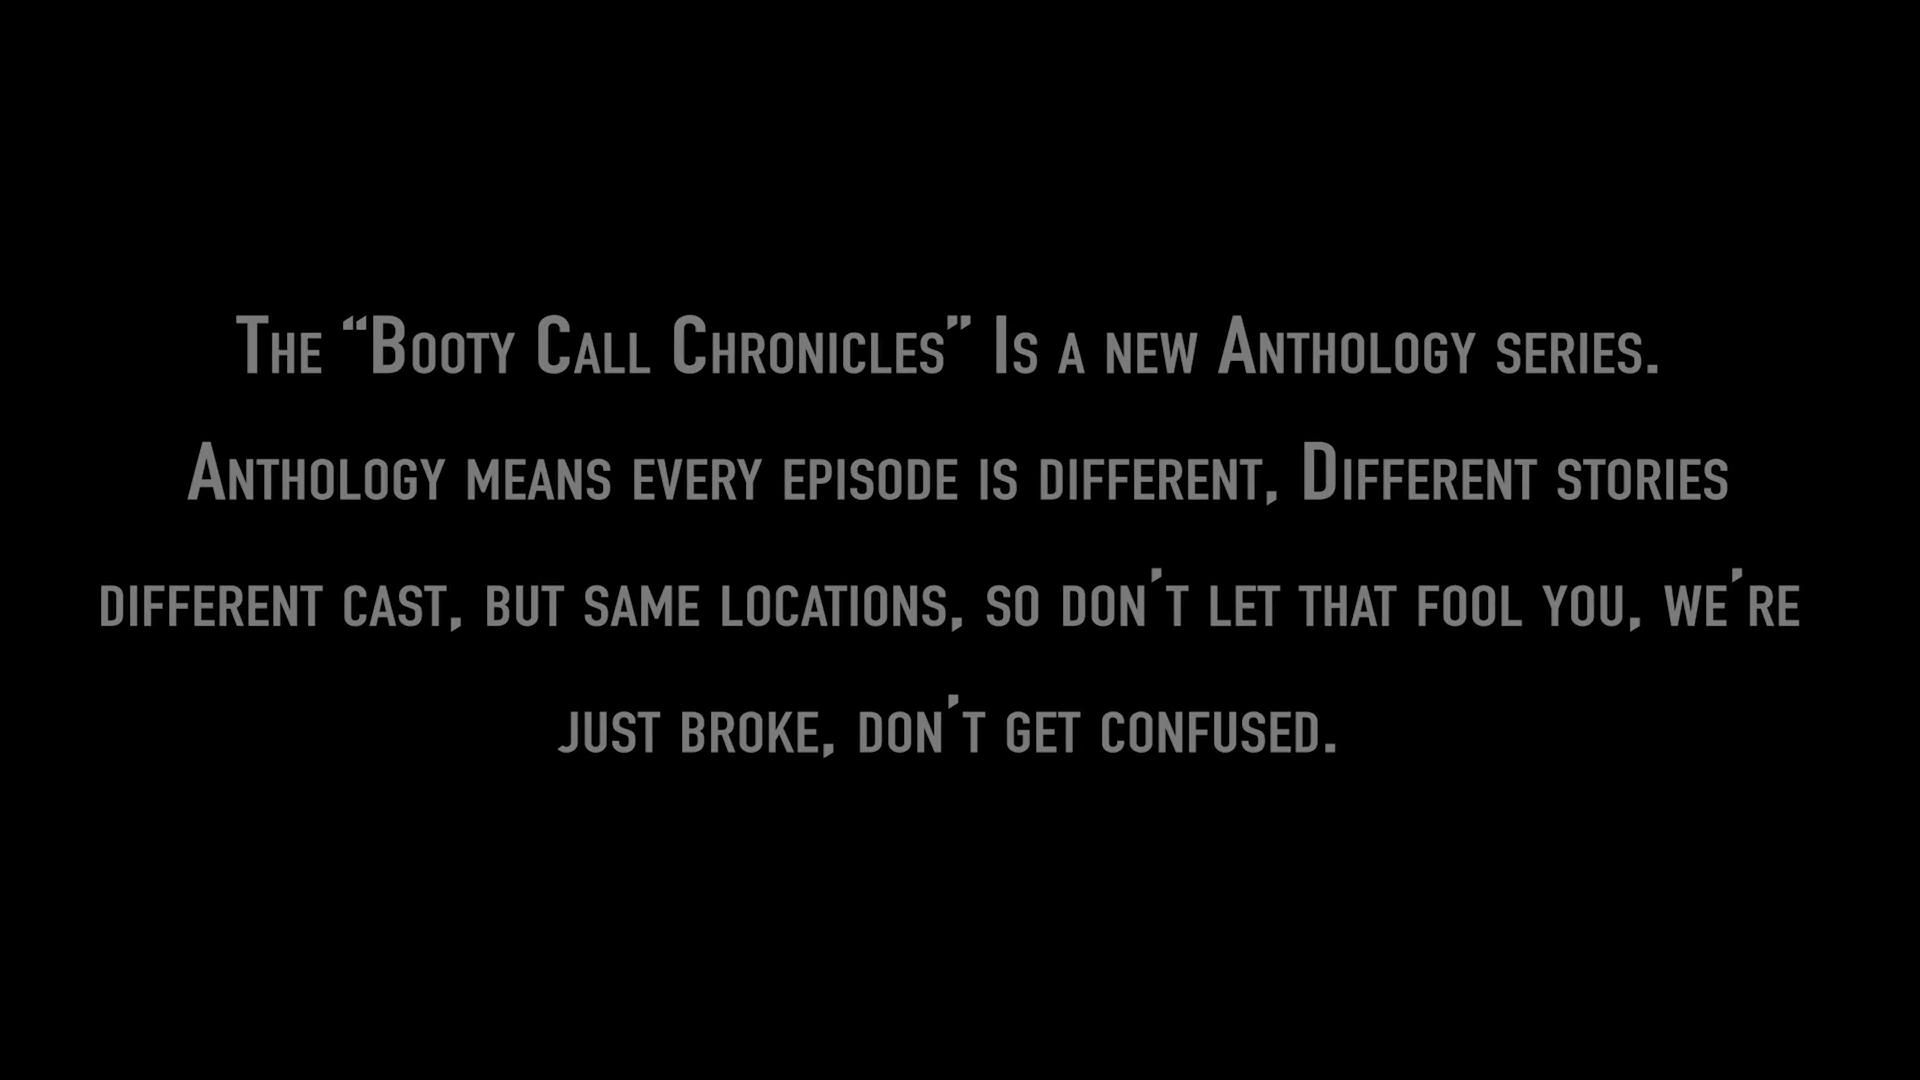 The “Booty Call Chronicles” Is a new Anthology series.
Anthology means every episode is different, Different stories
different cast, but same locations, so don’t let that fool you, we’re
just broke, don’t get confused.